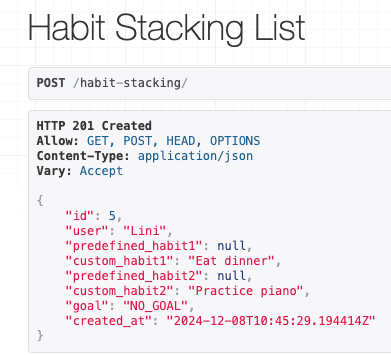 Habit Stacking List
POST /habit-stacking/
HTTP 201 Created
Allow: GET, POST, HEAD, OPTIONS
Content-Type: application/json
Vary: Accept
{
    "id": 5,
    "user": "Lini",
    "predefined_habit1": null,
    "custom_habit1": "Eat dinner",
    "predefined_habit2": null,
    "custom_habit2": "Practice piano",
    "goal": "NO_GOAL",
    "created_at": "2024-12-08T10:45:29.194414Z"
}